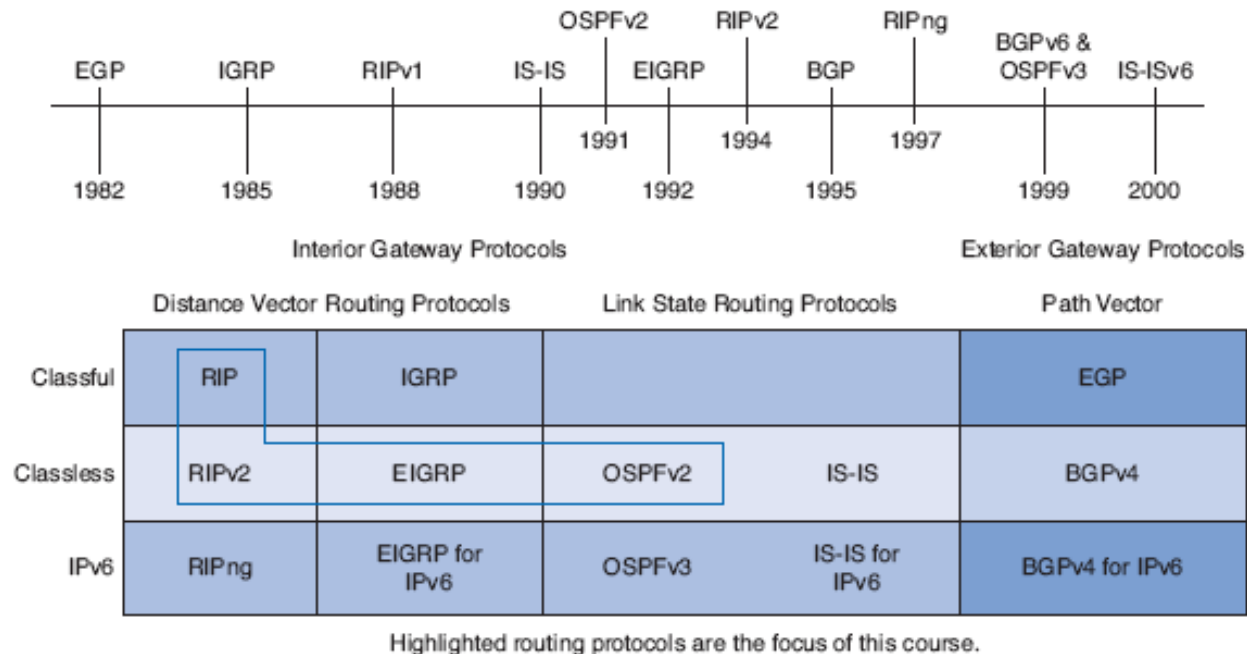 OSPFv2 RIPv2 RIPng
BGPv6 &
EGP IGRP RIPv1 IS-IS EIGRP BGP OSPFv3 IS-ISv6
1991 1994 1997
1982 1985 1988 1990 1992 1995 1999 2000
Interior Gateway Protocols Exterior Gateway Protocols
Distance Vector Routing Protocols Link State Routing Protocols Path Vector
Classful RIP IGRP EGP
Classless RIPv2 EIGRP OSPFv2 IS-IS BGPv4
IPv6 RIPng EIGRP for IPv6 OSPFv3 IS-IS for IPv6 BGPv4 for IPv6
Highlighted routing protocols are the focus of this course.